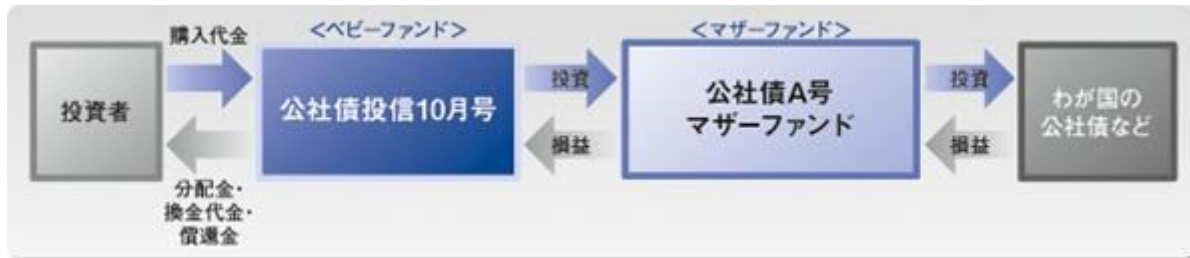 購入代金
<ベビーファンド>
<マザーファンド>
投資者
公社債投信10月号
投資
公社債A号
マザーファンド
投資
わが国の
公社債など
損益
損益
分配金・
換金代金・
償還金